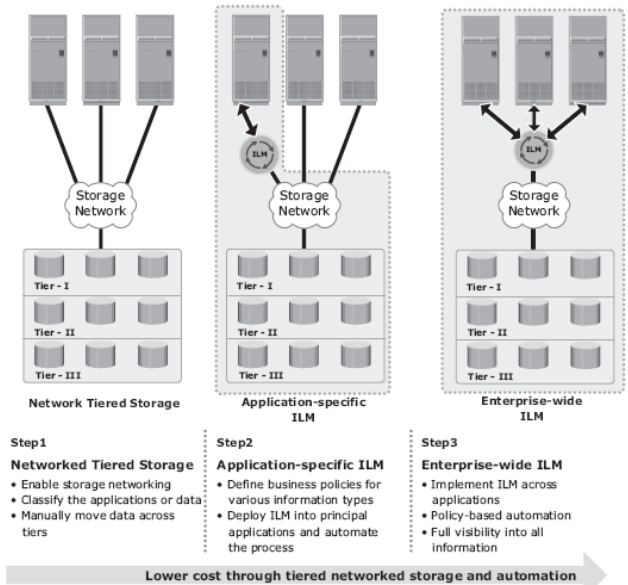 ILM
ILM
Storage
Network
Storage
Network
Storage
Network
Tier - I
Tier - II
Tier - III
Tier - I
Tier - II
Tier - III
Tier - I
Tier - II
Tier - III
Network Tiered Storage
Application-specific
ILM
Enterprise-wide
ILM
Step1
Networked Tiered Storage
• Enable storage networking
• Classify the applications or data
• Manually move data across
tiers
Step2
Application-specific ILM
• Define business policies for
various information types
• Deploy ILM into principal
applications and automate
the process
Step3
Enterprise-wide ILM
• Implement ILM across
applications
• Policy-based automation
• Full visibility into all
information
Lower cost through tiered networked storage and automation